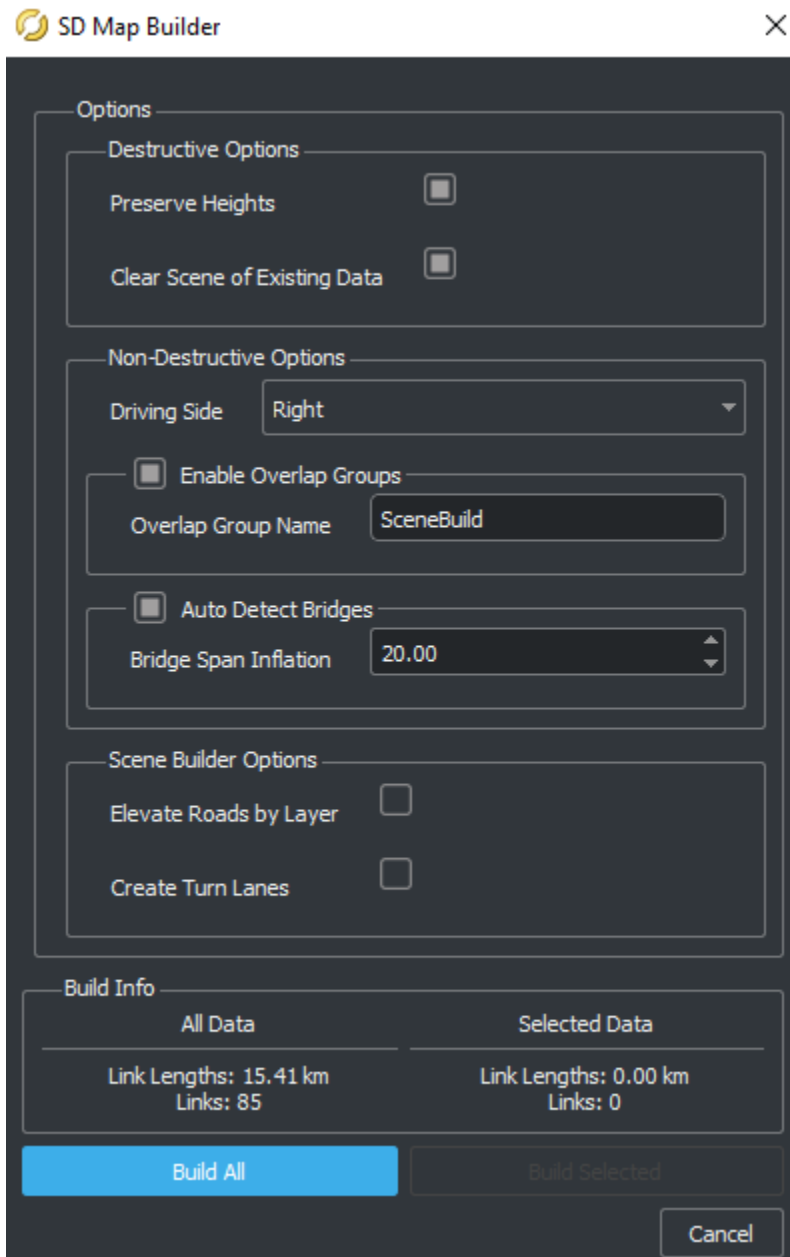 SD Map Builder
Options
Destructive Options
Preserve Heights
Clear Scene of Existing Data
Non-Destructive Options
Driving Side Right
Enable Overlap Groups
Overlap Group Name SceneBuild
Auto Detect Bridges
Bridge Span Inflation 20.00
Scene Builder Options
Elevate Roads by Layer
Create Turn Lanes
Build Info
All Data Selected Data
Link Lengths: 15.41 km Link Lengths: 0.00 km
Links: 85 Links: 0
Build All Build Selected
Cancel